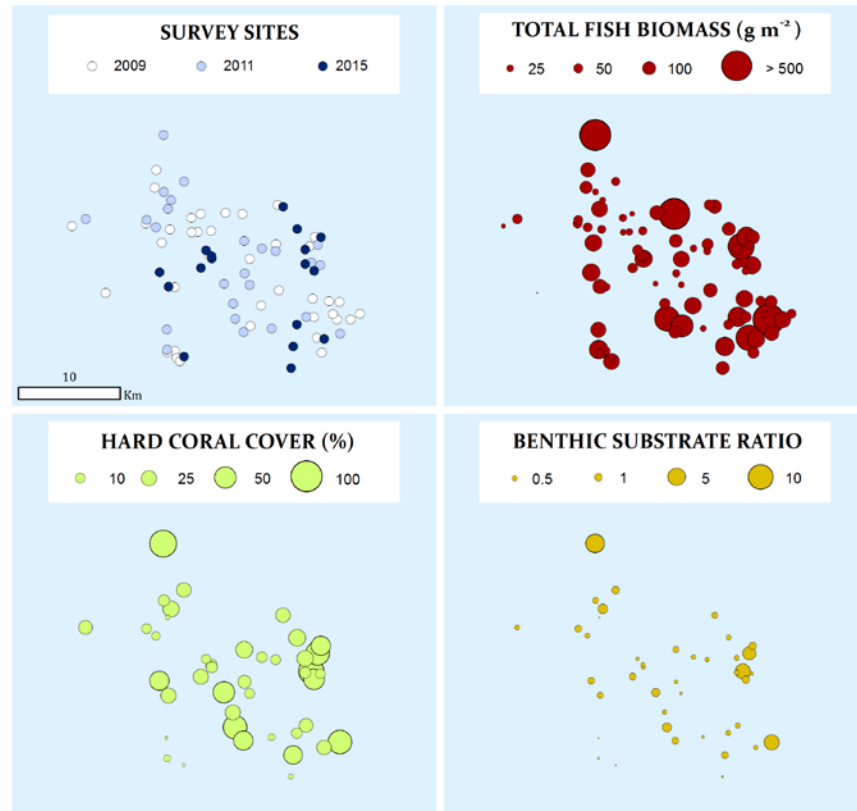 SURVEY SITES
2009 2011 2015
10
Km
TOTAL FISH BIOMASS (g m⁻²)
25 50 100 > 500
HARD CORAL COVER (%)
10 25 50 100
BENTHIC SUBSTRATE RATIO
0.5 1 5 10